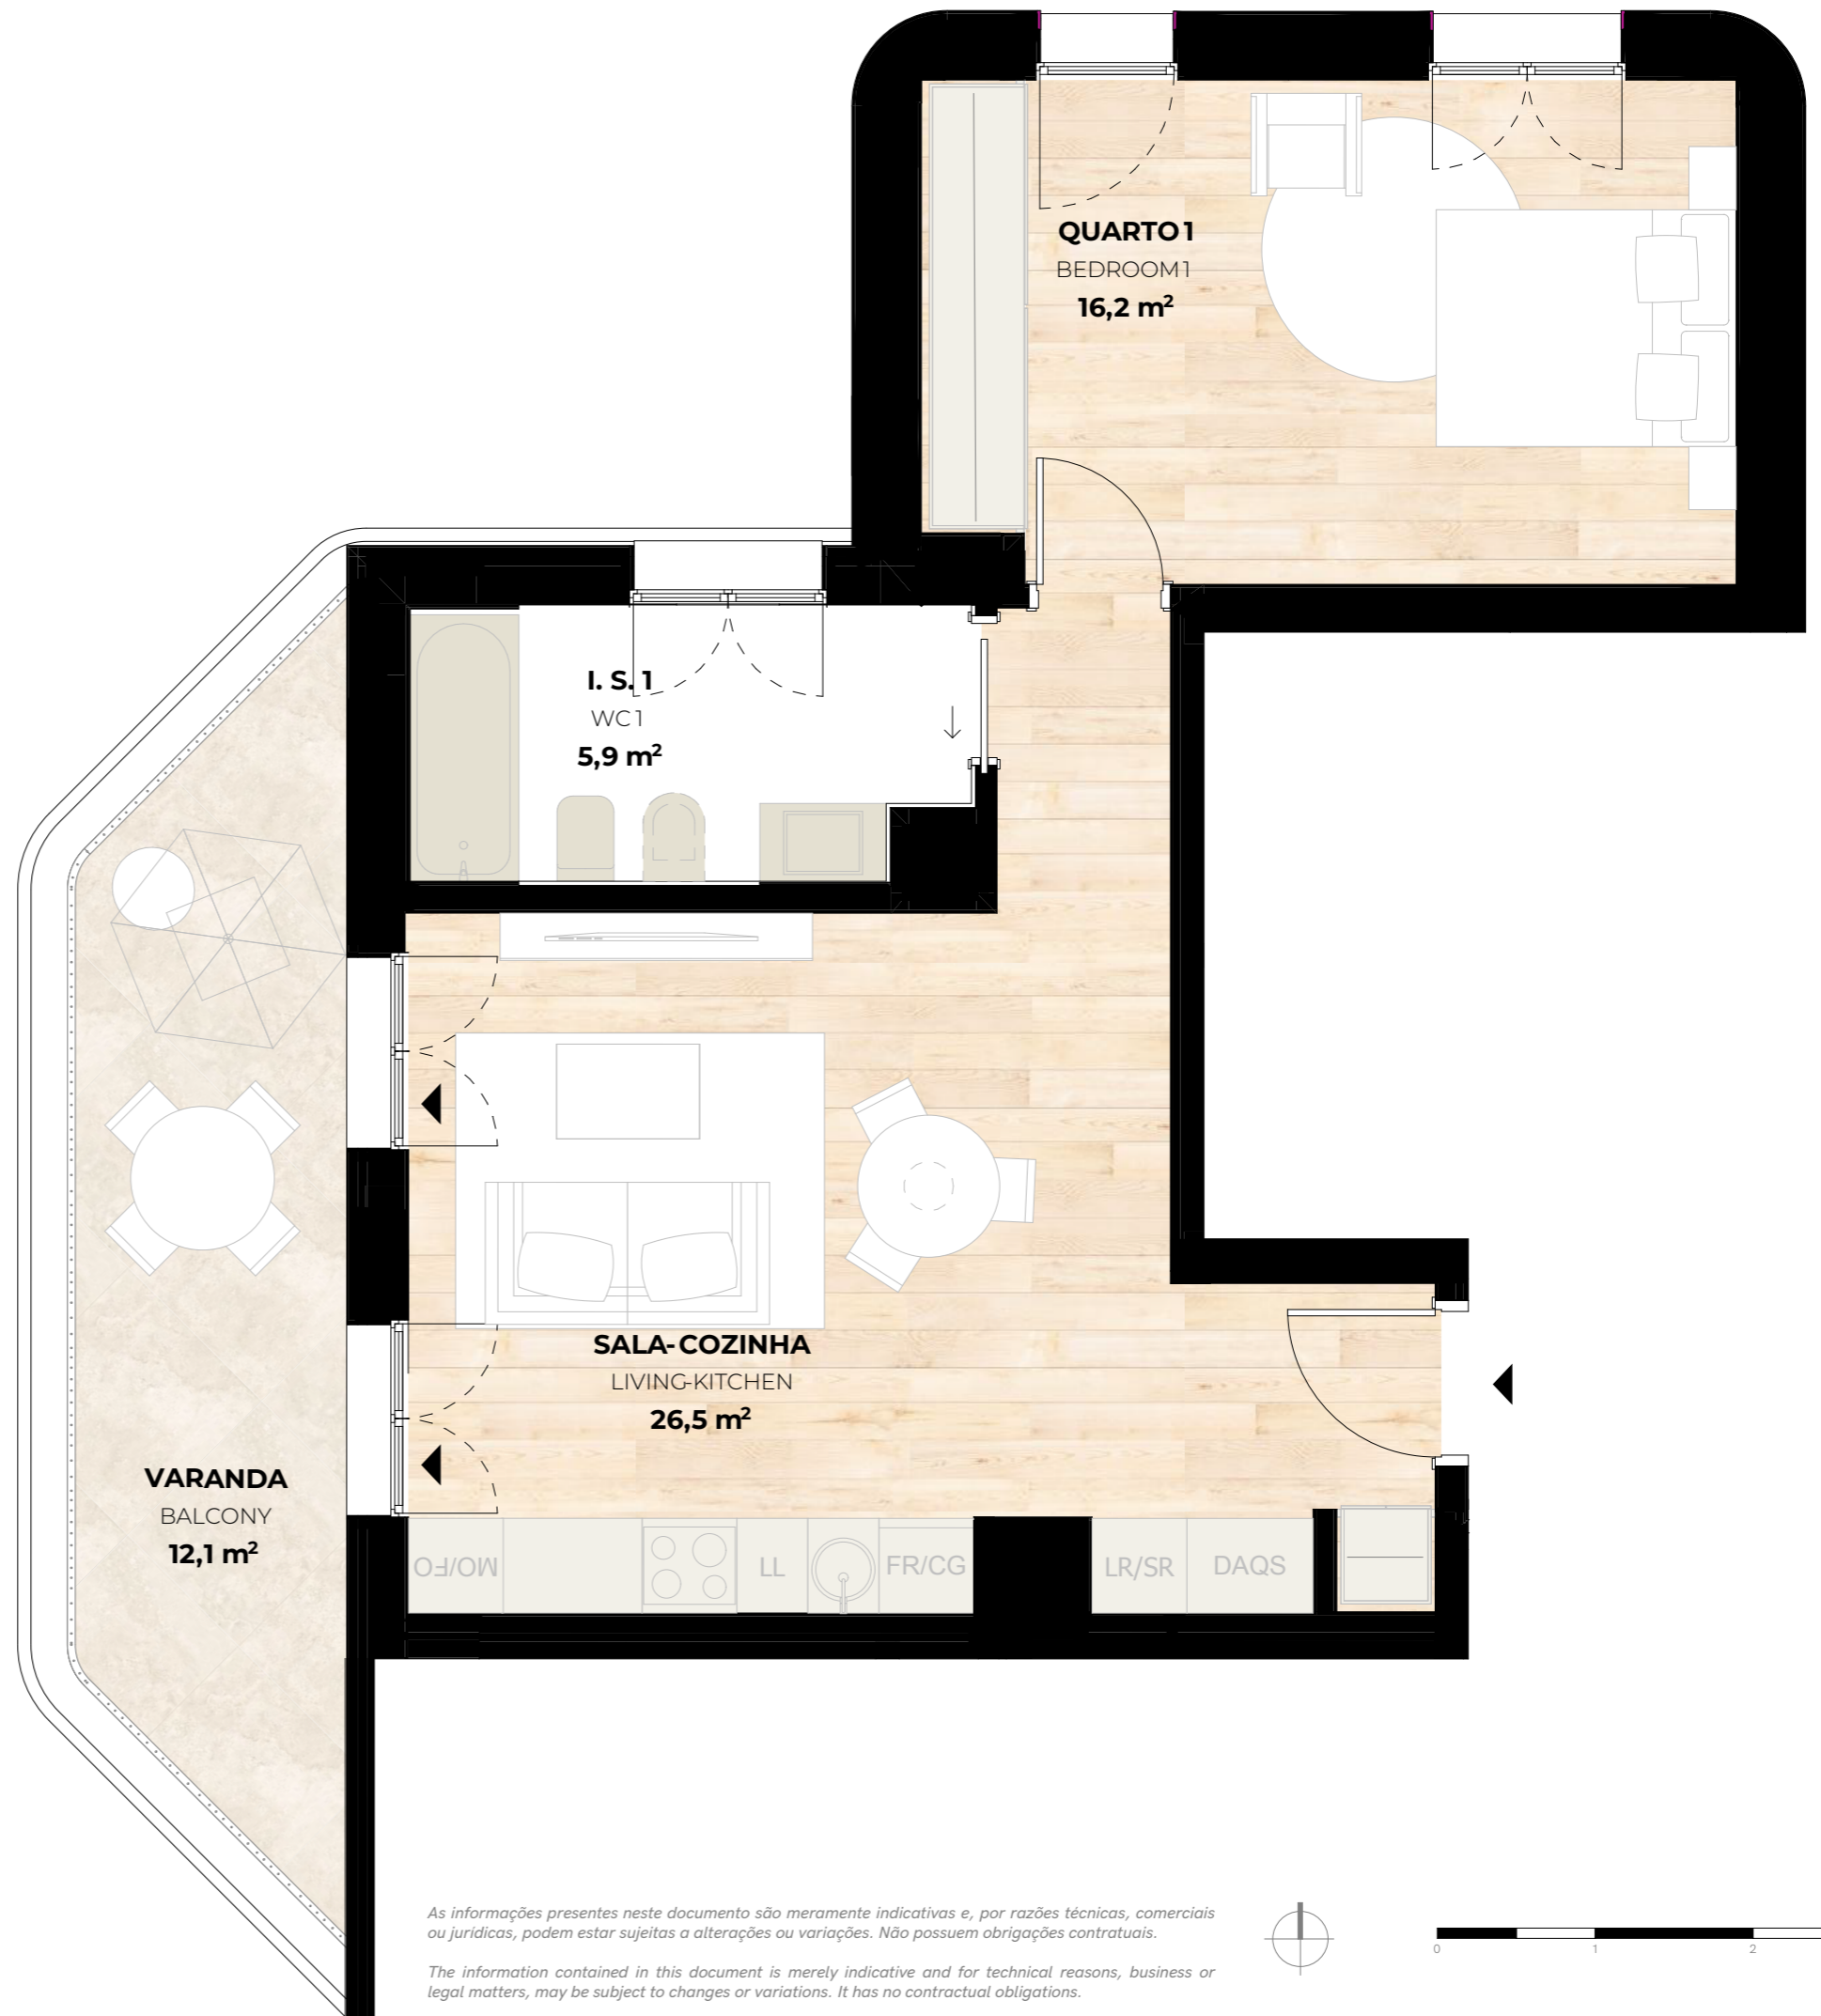 QUARTO 1
BEDROOM 1
16,2 m²
I. S. 1
WC 1
5,9 m²
SALA-COZINHA
LIVING-KITCHEN
26,5 m²
VARANDA
BALCONY
12,1 m²
MO/FO
LL
FR/CG
LR/SR
DAQS
As informações presentes neste documento são meramente indicativas e, por razões técnicas, comerciais
ou jurídicas, podem estar sujeitas a alterações ou variações. Não possuem obrigações contratuais.
The information contained in this document is merely indicative and for technical reasons, business or
legal matters, may be subject to changes or variations. It has no contractual obligations.
0 1 2